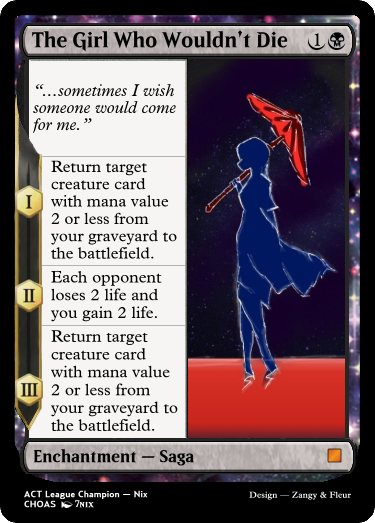 The Girl Who Wouldn't Die 1
“…sometimes I wish
someone would come
for me.”
I
Return target
creature card
with mana value
2 or less from
your graveyard to
the battlefield.
II
Each opponent
loses 2 life and
you gain 2 life.
III
Return target
creature card
with mana value
2 or less from
your graveyard to
the battlefield.
Enchantment — Saga
ACT League Champion — Nix
CHOAS 7NIX
Design — Zangy & Fleur